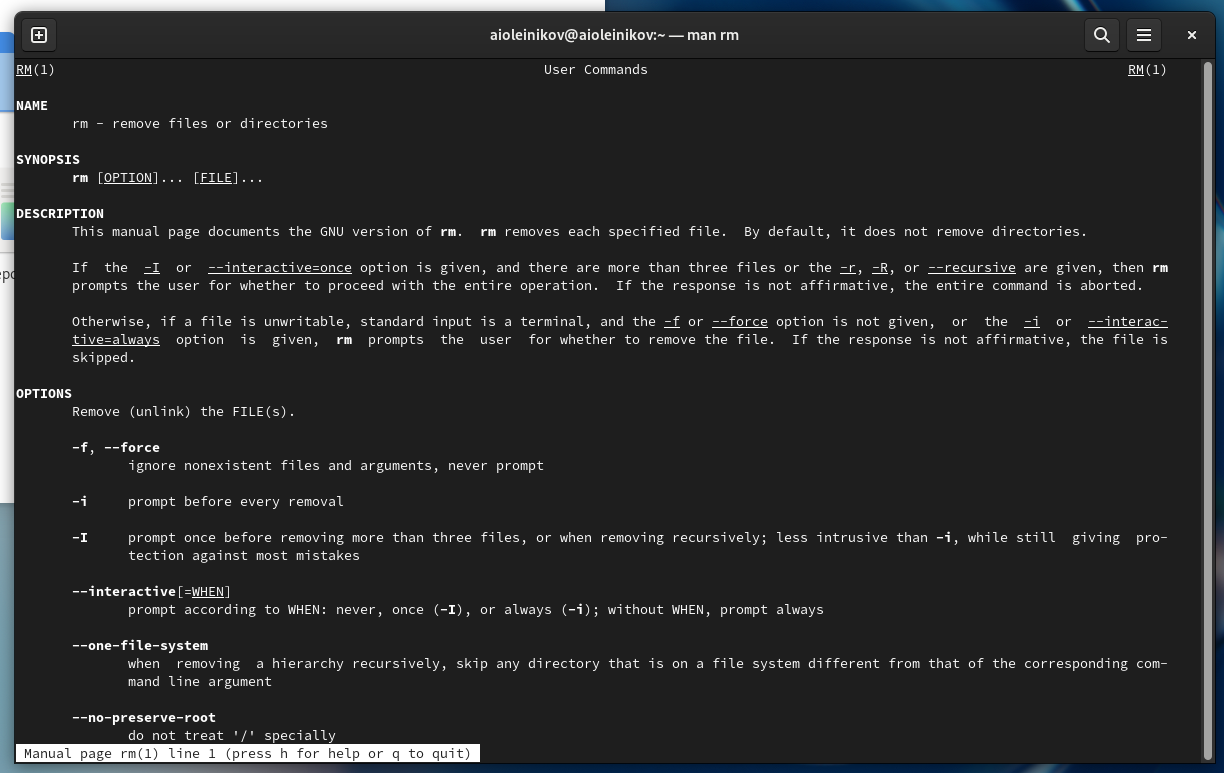 aioleinikov@aioleinikov:~ — man rm
RM(1) User Commands RM(1)
NAME
rm - remove files or directories
SYNOPSIS
rm [OPTION]... [FILE]...
DESCRIPTION
This manual page documents the GNU version of rm. rm removes each specified file. By default, it does not remove directories.
If the -I or --interactive=once option is given, and there are more than three files or the -r, -R, or --recursive are given, then rm
prompts the user for whether to proceed with the entire operation. If the response is not affirmative, the entire command is aborted.
Otherwise, if a file is unwritable, standard input is a terminal, and the -f or --force option is not given, or the -i or --interac-
tive=always option is given, rm prompts the user for whether to remove the file. If the response is not affirmative, the file is
skipped.
OPTIONS
Remove (unlink) the FILE(s).
-f, --force
ignore nonexistent files and arguments, never prompt
-i prompt before every removal
-I prompt once before removing more than three files, or when removing recursively; less intrusive than -i, while still giving pro-
tection against most mistakes
--interactive[=WHEN]
prompt according to WHEN: never, once (-I), or always (-i); without WHEN, prompt always
--one-file-system
when removing a hierarchy recursively, skip any directory that is on a file system different from that of the corresponding com-
mand line argument
--no-preserve-root
do not treat '/' specially
Manual page rm(1) line 1 (press h for help or q to quit)